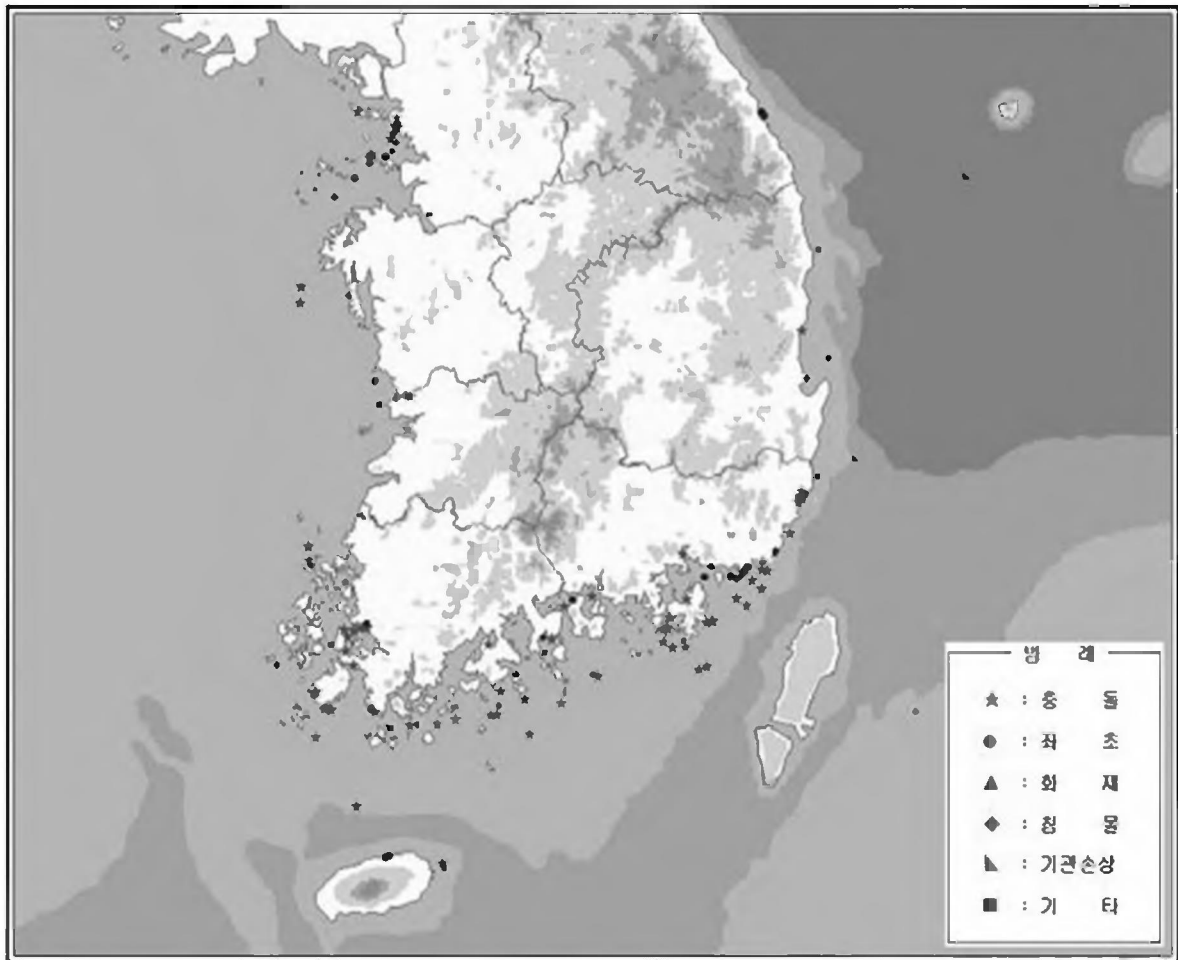 범 례
★ : 충 돌
● : 좌 초
▲ : 화 재
◆ : 침 몰
◣ : 기관손상
■ : 기 타